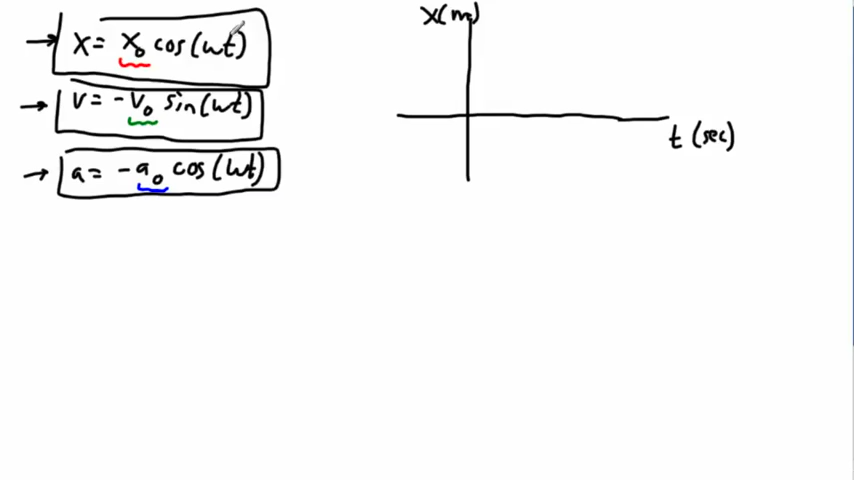 → x = x₀ cos(ωt)
→ v = -v₀ sin(ωt)
→ a = -a₀ cos(ωt)
x(m)
t (sec)